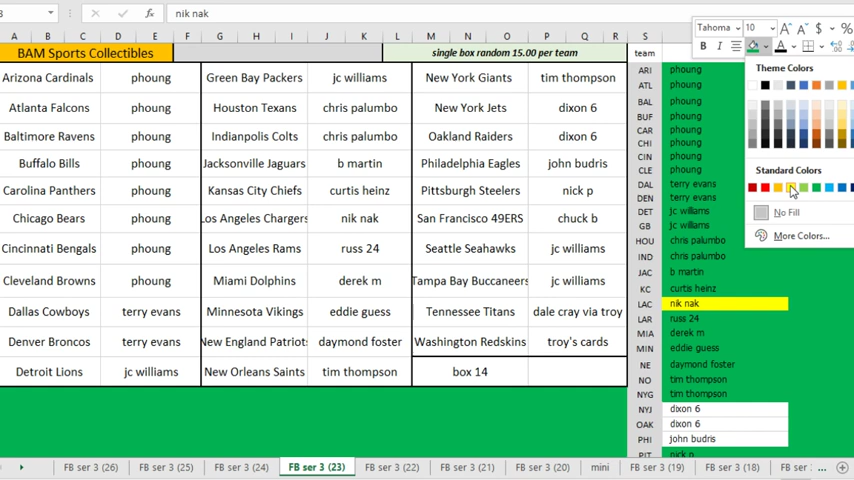 nik nak
Tahoma 10
B I
A B C D E F G H I J K L M N O P Q R S
BAM Sports Collectibles single box random 15.00 per team team
Arizona Cardinals phoung Green Bay Packers jc williams New York Giants tim thompson ARI phoung
Atlanta Falcons phoung Houston Texans chris palumbo New York Jets dixon 6 ATL phoung
Baltimore Ravens phoung Indianpolis Colts chris palumbo Oakland Raiders dixon 6 BAL phoung
Buffalo Bills phoung Jacksonville Jaguars b martin Philadelphia Eagles john budris BUF phoung
Carolina Panthers phoung Kansas City Chiefs curtis heinz Pittsburgh Steelers nick p CAR phoung
Chicago Bears phoung Los Angeles Chargers nik nak San Francisco 49ERS chuck b CHI phoung
Cincinnati Bengals phoung Los Angeles Rams russ 24 Seattle Seahawks jc williams CIN phoung
Cleveland Browns phoung Miami Dolphins derek m Tampa Bay Buccaneers jc williams CLE phoung
Dallas Cowboys terry evans Minnesota Vikings eddie guess Tennessee Titans dale cray via troy DAL terry evans
Denver Broncos terry evans New England Patriots daymond foster Washington Redskins troy's cards DEN terry evans
Detroit Lions jc williams New Orleans Saints tim thompson box 14
DET jc williams
GB jc williams
HOU chris palumbo
IND chris palumbo
JAC b martin
KC curtis heinz
LAC nik nak
LAR russ 24
MIA derek m
MIN eddie guess
NE daymond foster
NO tim thompson
NYG tim thompson
NYJ dixon 6
OAK dixon 6
PHI john budris
PIT nick p
Theme Colors
Standard Colors
No Fill
More Colors...
FB ser 3 (26) FB ser 3 (25) FB ser 3 (24) FB ser 3 (23) FB ser 3 (22) FB ser 3 (21) FB ser 3 (20) mini FB ser 3 (19) FB ser 3 (18) FB ser ...